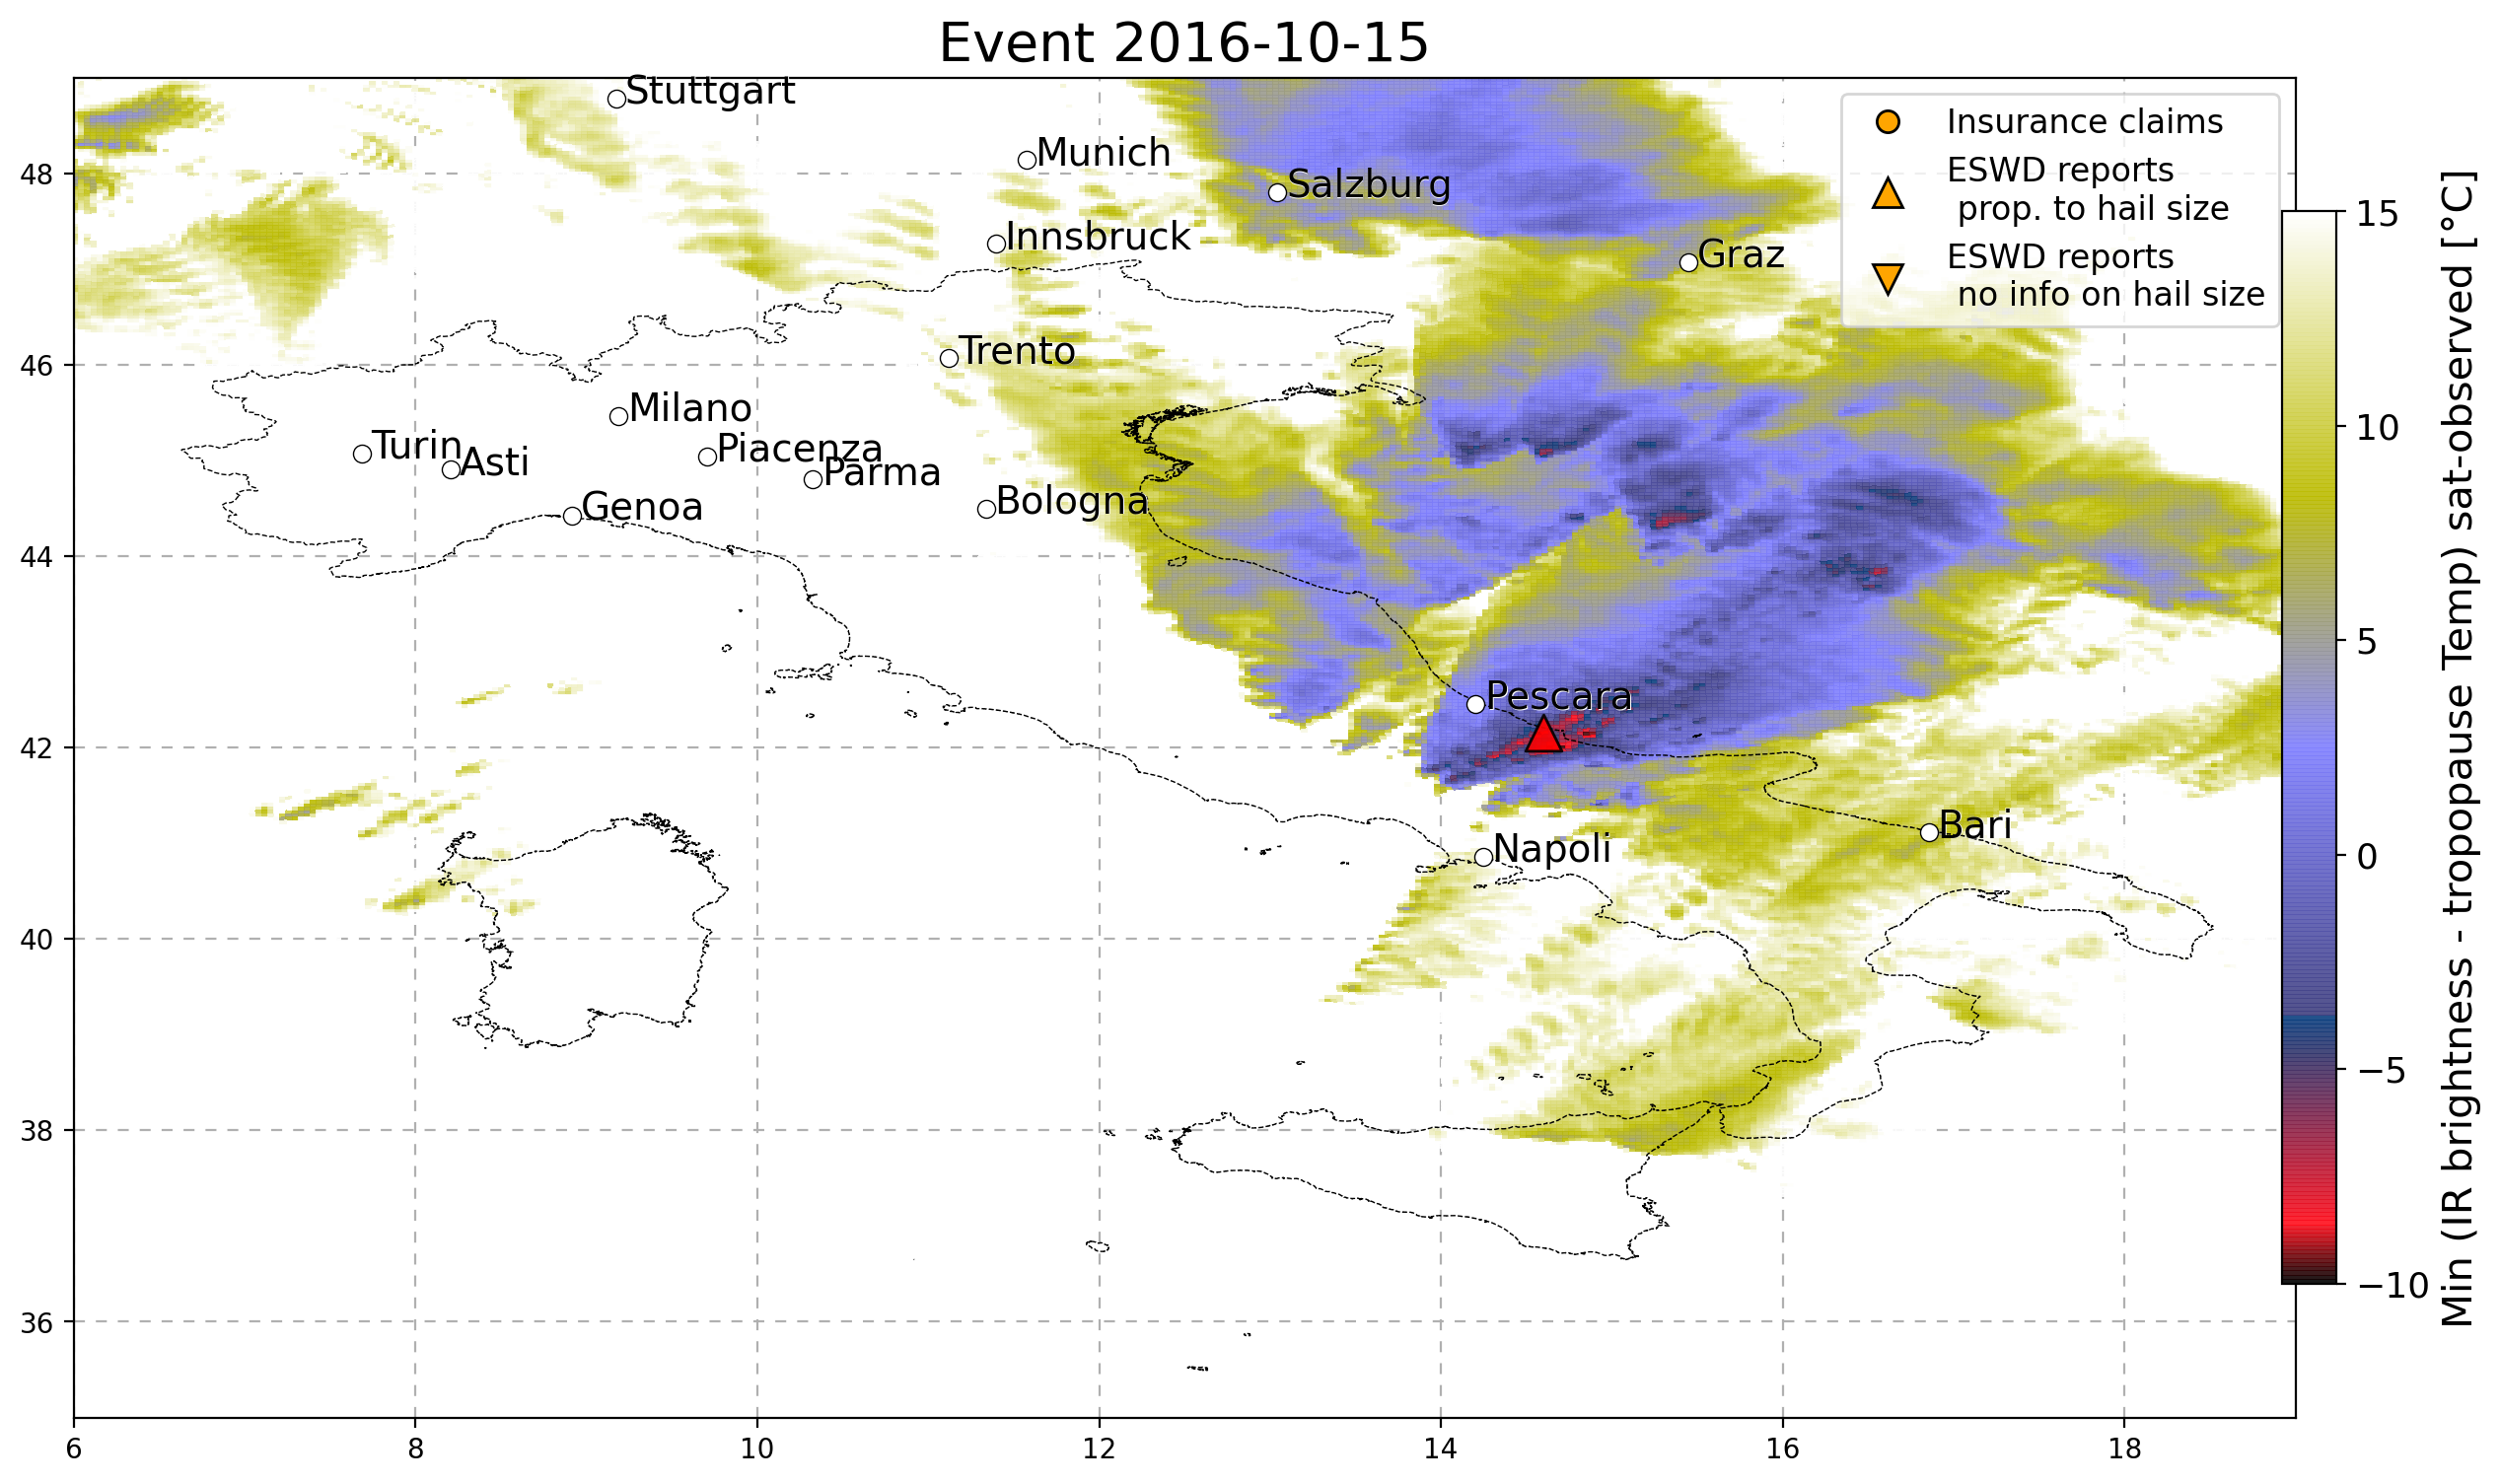 Event 2016-10-15
Stuttgart
Insurance claims
Munich
ESWD reports
prop. to hail size
48
Salzburg
15
Innsbruck
Graz
ESWD reports
no info on hail size
Trento
46
Milano
10
Turin
Asti
Piacenza
Parma
Genoa
Bologna
44
5
Pescara
42
Bari
0
Napoli
40
−5
38
−10
36
6
8
10
12
14
16
18
Min (IR brightness - tropopause Temp) sat-observed [°C]